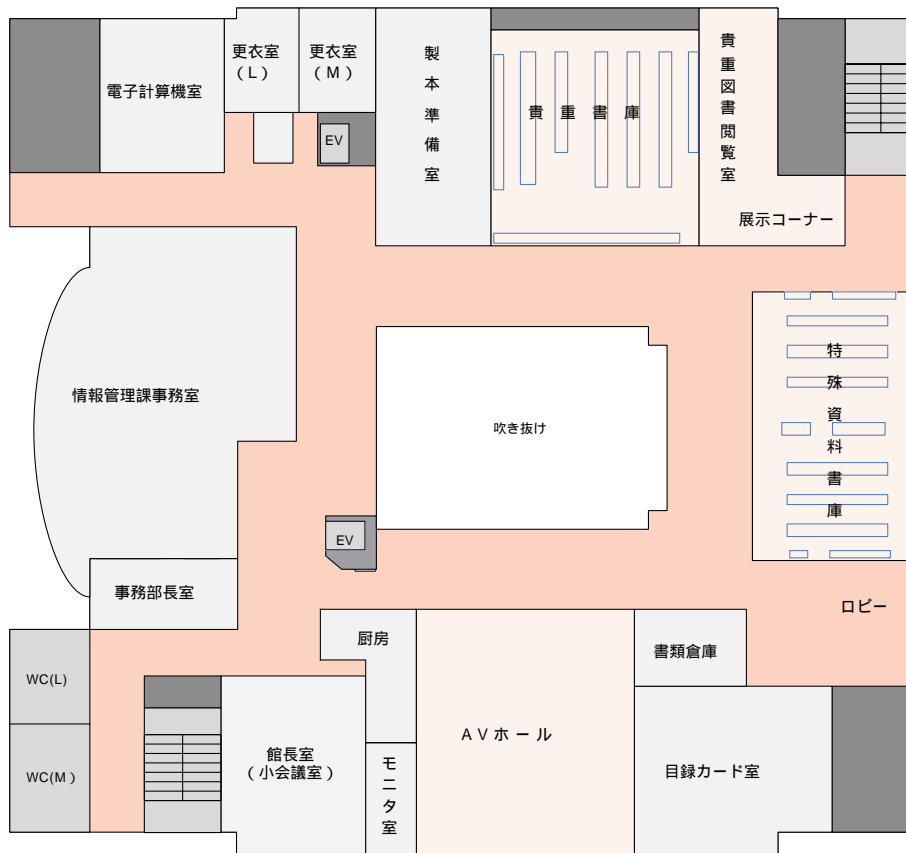 更衣室
（L）
更衣室
（M）
電子計算機室
EV
製本準備室
貴重書庫
貴重図書閲覧室
展示コーナー
特殊資料書庫
情報管理課事務室
吹き抜け
EV
事務部長室
ロビー
厨房
書類倉庫
WC(L)
AVホール
館長室
（小会議室）
モニタ室
目録カード室
WC(M）